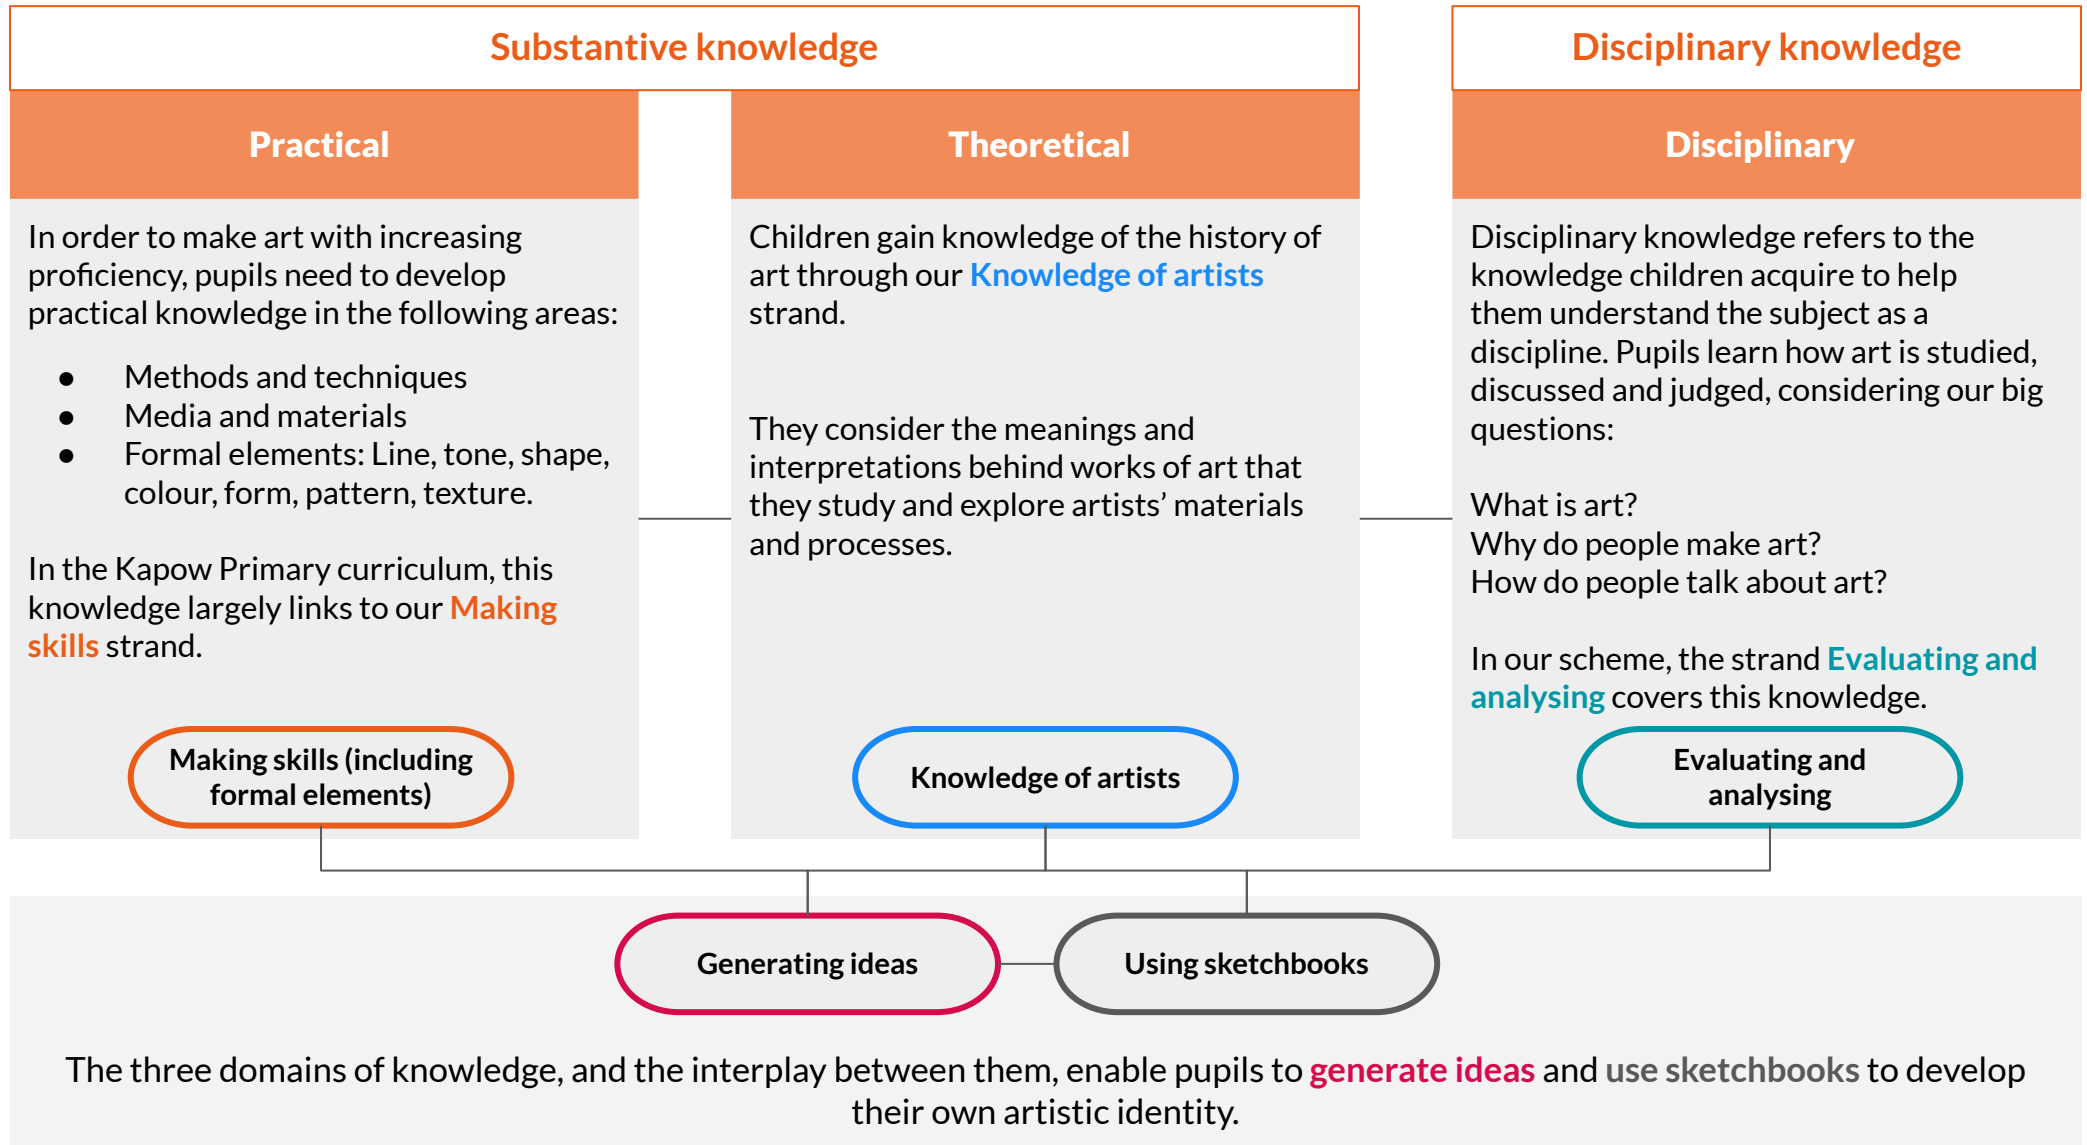 Substantive knowledge
Disciplinary knowledge
Practical
In order to make art with increasing
proficiency, pupils need to develop
practical knowledge in the following areas:
● Methods and techniques
● Media and materials
● Formal elements: Line, tone, shape,
colour, form, pattern, texture.
In the Kapow Primary curriculum, this
knowledge largely links to our Making
skills strand.
Making skills (including
formal elements)
Theoretical
Children gain knowledge of the history of
art through our Knowledge of artists
strand.
They consider the meanings and
interpretations behind works of art that
they study and explore artists’ materials
and processes.
Knowledge of artists
Disciplinary
Disciplinary knowledge refers to the
knowledge children acquire to help
them understand the subject as a
discipline. Pupils learn how art is studied,
discussed and judged, considering our big
questions:
What is art?
Why do people make art?
How do people talk about art?
In our scheme, the strand Evaluating and
analysing covers this knowledge.
Evaluating and
analysing
Generating ideas
Using sketchbooks
The three domains of knowledge, and the interplay between them, enable pupils to generate ideas and use sketchbooks to develop
their own artistic identity.